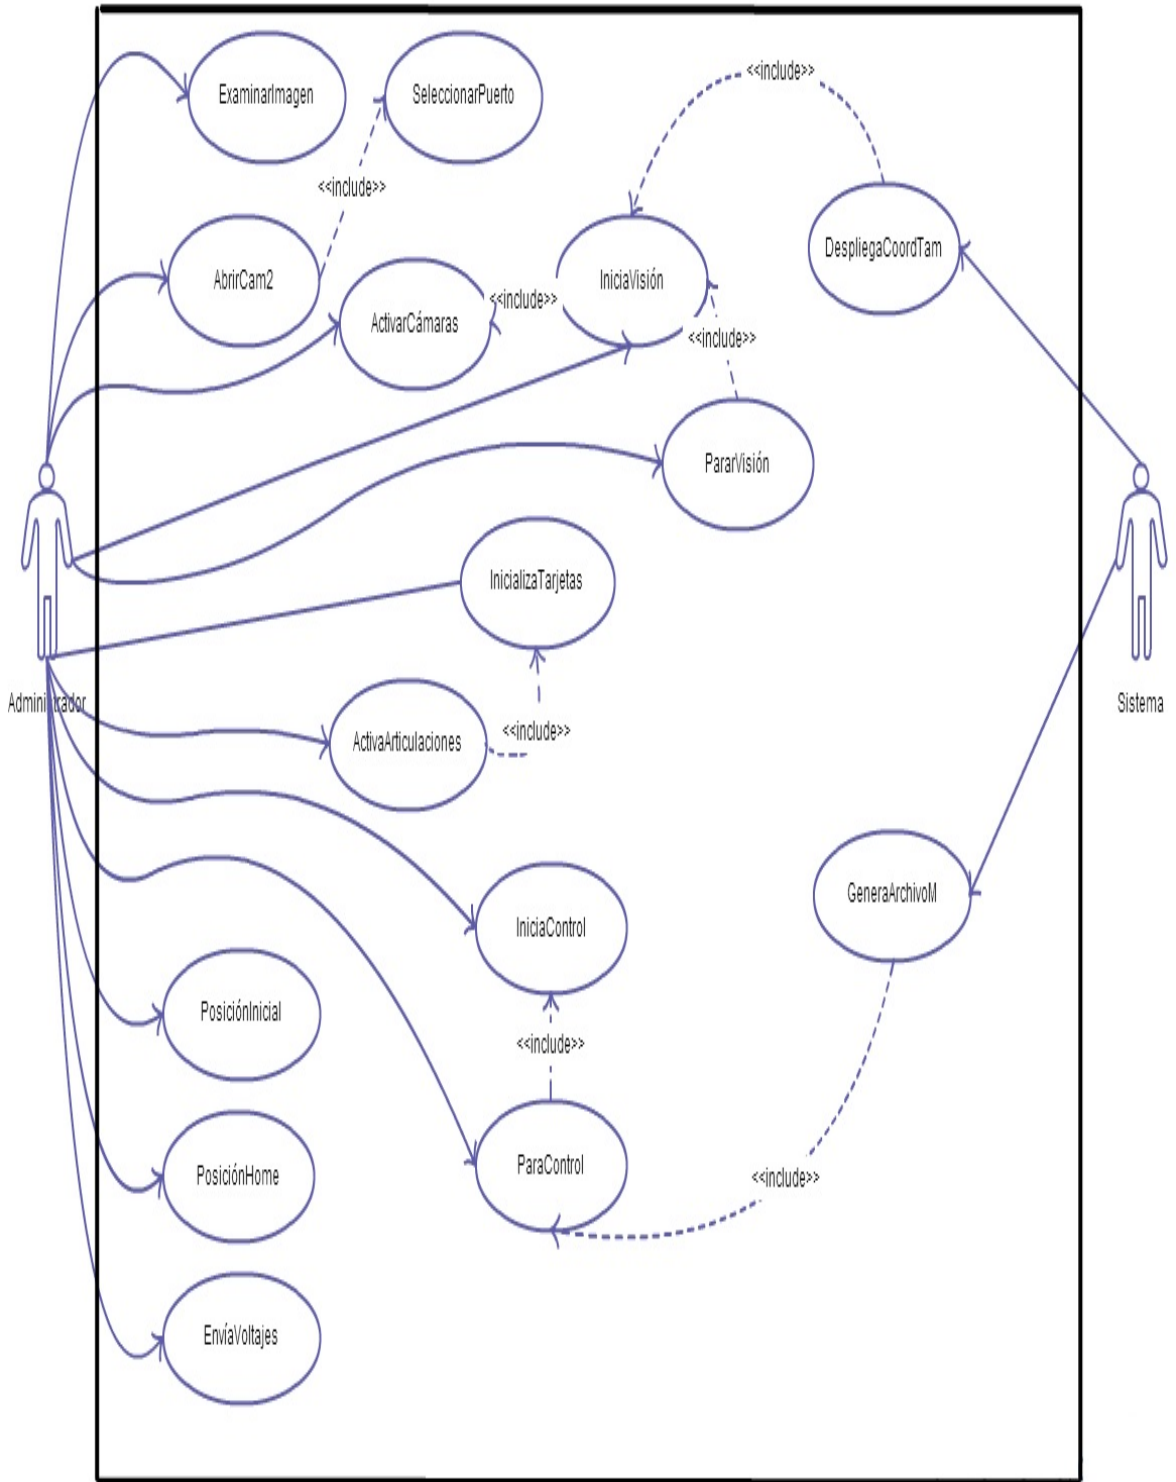 <<include>>
ExaminarImagen
SeleccionarPuerto
<<include>>
DespliegaCoordTam
AbrirCam2
IniciaVisión
<<include>>
ActivarCámaras
<<include>>
PararVisión
InicializaTarjetas
Administrador
Sistema
<<include>>
ActivaArticulaciones
GeneraArchivoM
IniciaControl
PosiciónInicial
<<include>>
ParaControl
PosiciónHome
<<include>>
EnvíaVoltajes